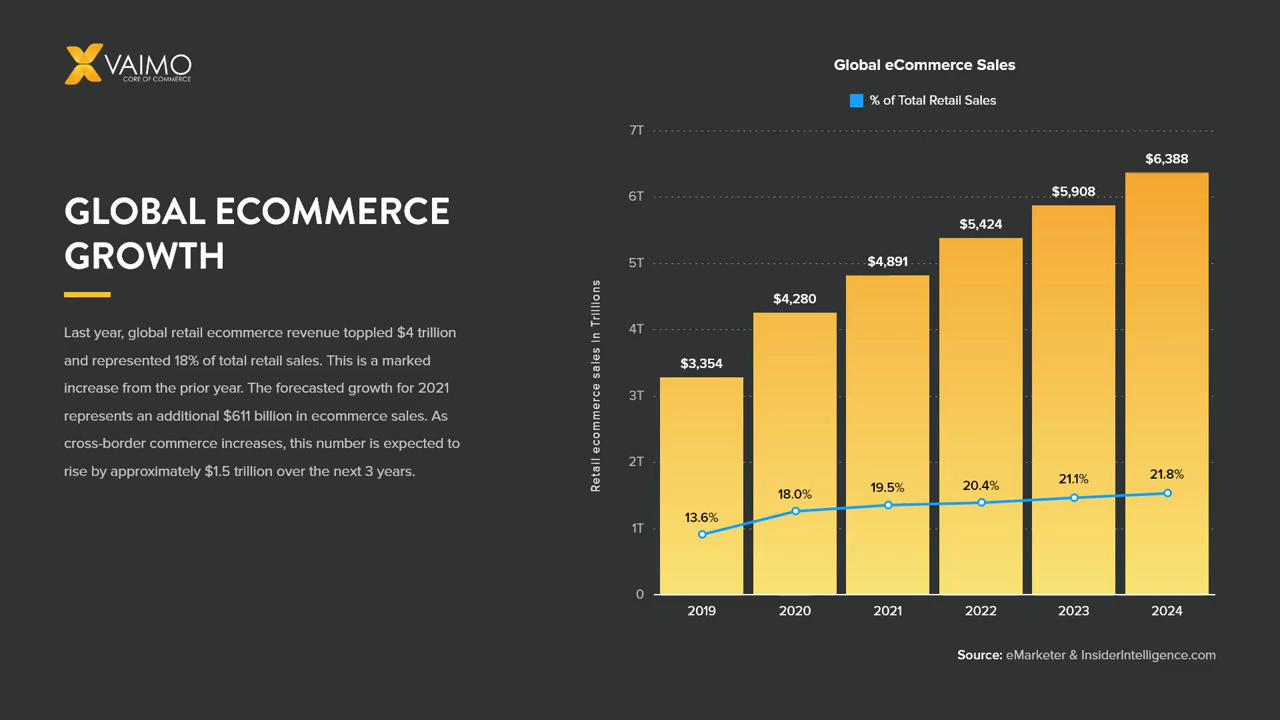 VAIMO
CORE OF COMMERCE
GLOBAL ECOMMERCE
GROWTH
Last year, global retail ecommerce revenue toppled $4 trillion
and represented 18% of total retail sales. This is a marked
increase from the prior year. The forecasted growth for 2021
represents an additional $611 billion in ecommerce sales. As
cross-border commerce increases, this number is expected to
rise by approximately $1.5 trillion over the next 3 years.
Global eCommerce Sales
% of Total Retail Sales
Retail ecommerce sales In Trilllions
7T
6T
5T
4T
3T
2T
1T
0
$3,354
$4,280
$4,891
$5,424
$5,908
$6,388
13.6%
18.0%
19.5%
20.4%
21.1%
21.8%
2019
2020
2021
2022
2023
2024
Source: eMarketer & InsiderIntelligence.com